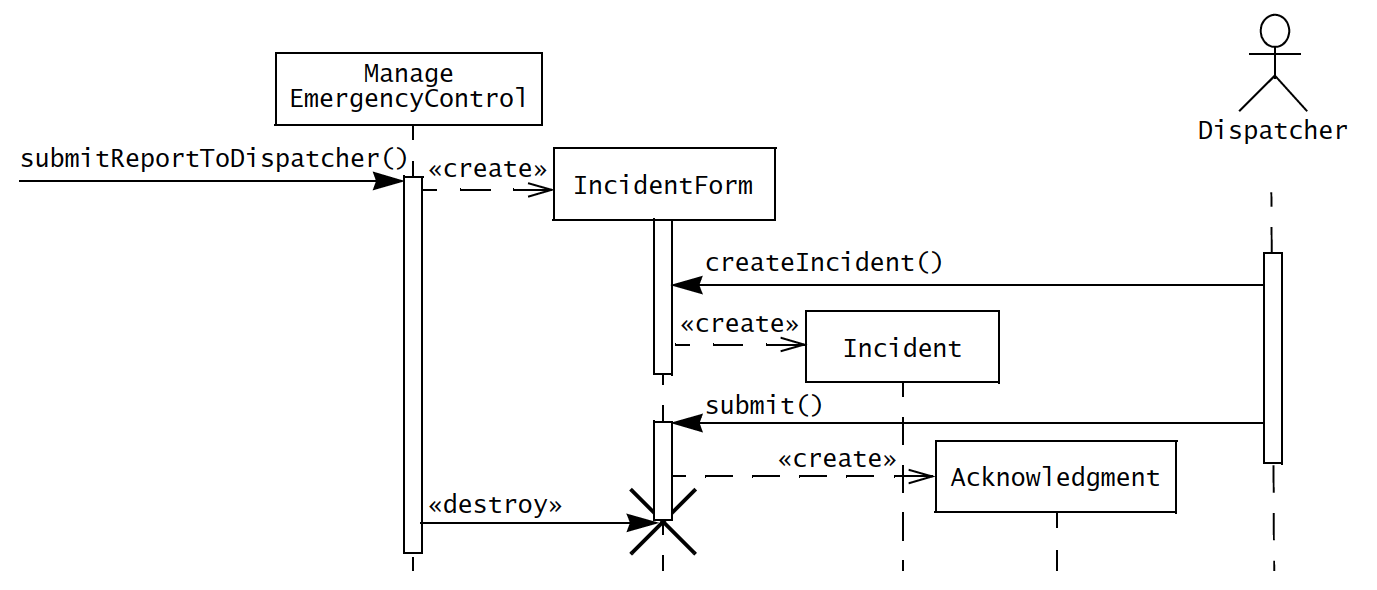 Manage
EmergencyControl
Dispatcher
submitReportToDispatcher()
«create»
IncidentForm
createIncident()
«create»
Incident
submit()
«create»
Acknowledgment
«destroy»